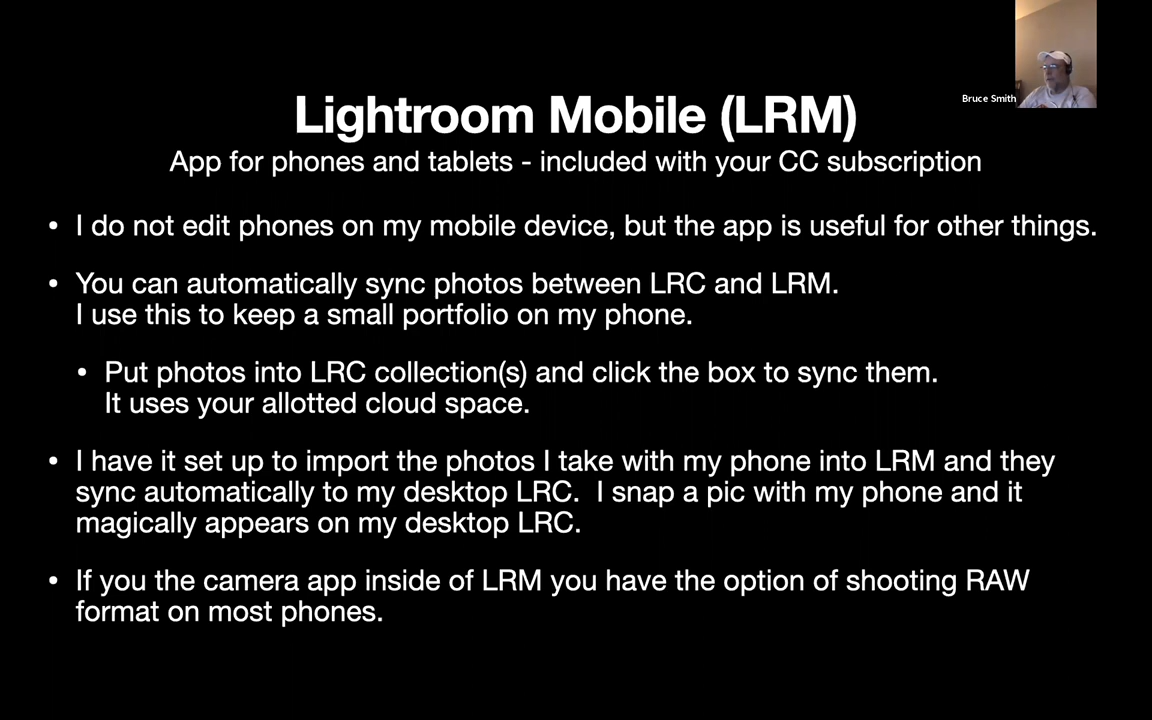 Bruce Smith
Lightroom Mobile (LRM)
App for phones and tablets - included with your CC subscription
• I do not edit phones on my mobile device, but the app is useful for other things.
• You can automatically sync photos between LRC and LRM.
I use this to keep a small portfolio on my phone.
• Put photos into LRC collection(s) and click the box to sync them.
It uses your allotted cloud space.
• I have it set up to import the photos I take with my phone into LRM and they
sync automatically to my desktop LRC.  I snap a pic with my phone and it
magically appears on my desktop LRC.
• If you the camera app inside of LRM you have the option of shooting RAW
format on most phones.